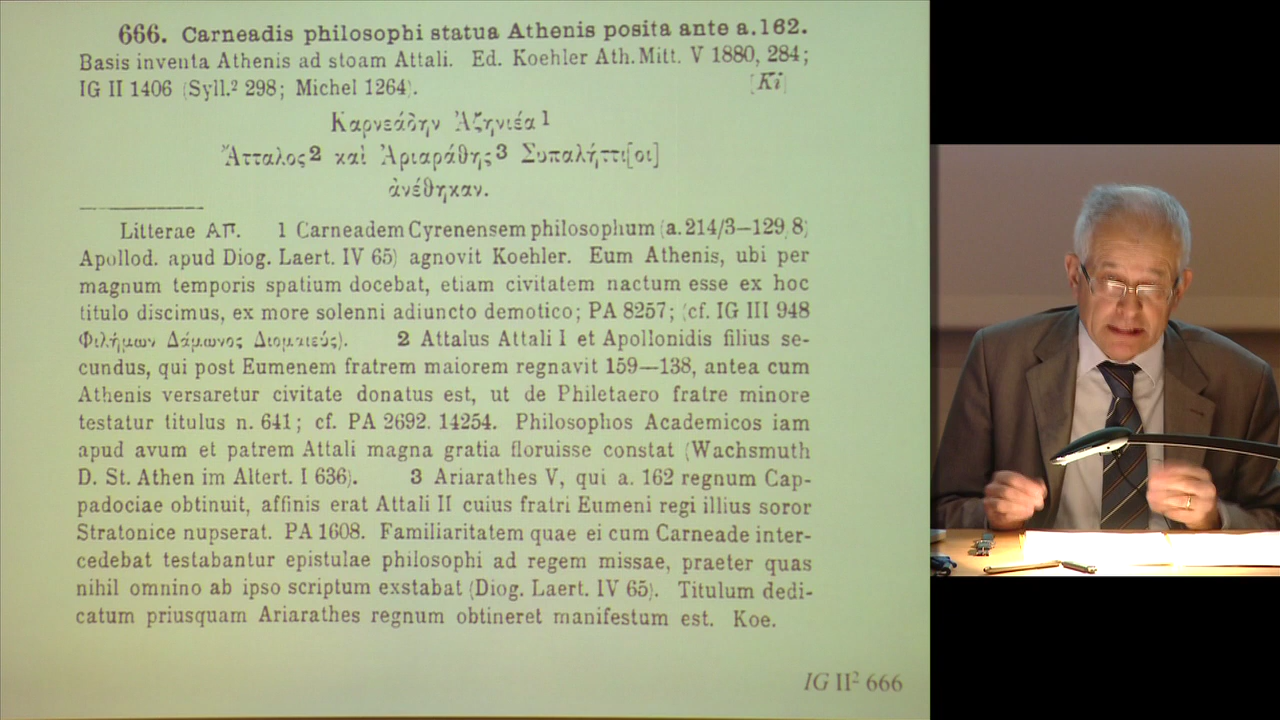 666. Carneadis philosophi statua Athenis posita ante a. 162.
Basis inventa Athenis ad stoam Attali. Ed. Koehler Ath. Mitt. V 1880, 284;
IG II 1406 (Syll.² 298; Michel 1264). [Ki]
Καρνεάδην Ἀζηνιέα 1
Ἄτταλος 2 καὶ Ἀριαράθης 3 Συπαλήττι[οι]
ἀνέθηκαν.
Litterae ΑΠ. 1 Carneadem Cyrenensem philosophum (a. 214/3—129/8;
Apollod. apud Diog. Laert. IV 65) agnovit Koehler. Eum Athenis, ubi per
magnum temporis spatium docebat, etiam civitatem nactum esse ex hoc
titulo discimus, ex more solenni adiuncto demotico; PA 8257; (cf. IG III 948
Φιλήμων Δάμωνος Διομαιεύς). 2 Attalus Attali I et Apollonidis filius se-
cundus, qui post Eumenem fratrem maiorem regnavit 159—138, antea cum
Athenis versaretur civitate donatus est, ut de Philetaero fratre minore
testatur titulus n. 641; cf. PA 2692. 14254. Philosophos Academicos iam
apud avum et patrem Attali magna gratia floruisse constat (Wachsmuth
D. St. Athen im Altert. I 636). 3 Ariarathes V, qui a. 162 regnum Cap-
padociae obtinuit, affinis erat Attali II cuius fratri Eumeni regi illius soror
Stratonice nupserat. PA 1608. Familiaritatem quae ei cum Carneade inter-
cedebat testabantur epistulae philosophi ad regem missae, praeter quas
nihil omnino ab ipso scriptum exstabat (Diog. Laert. IV 65). Titulum dedi-
catum priusquam Ariarathes regnum obtineret manifestum est. Koe.
IG II² 666